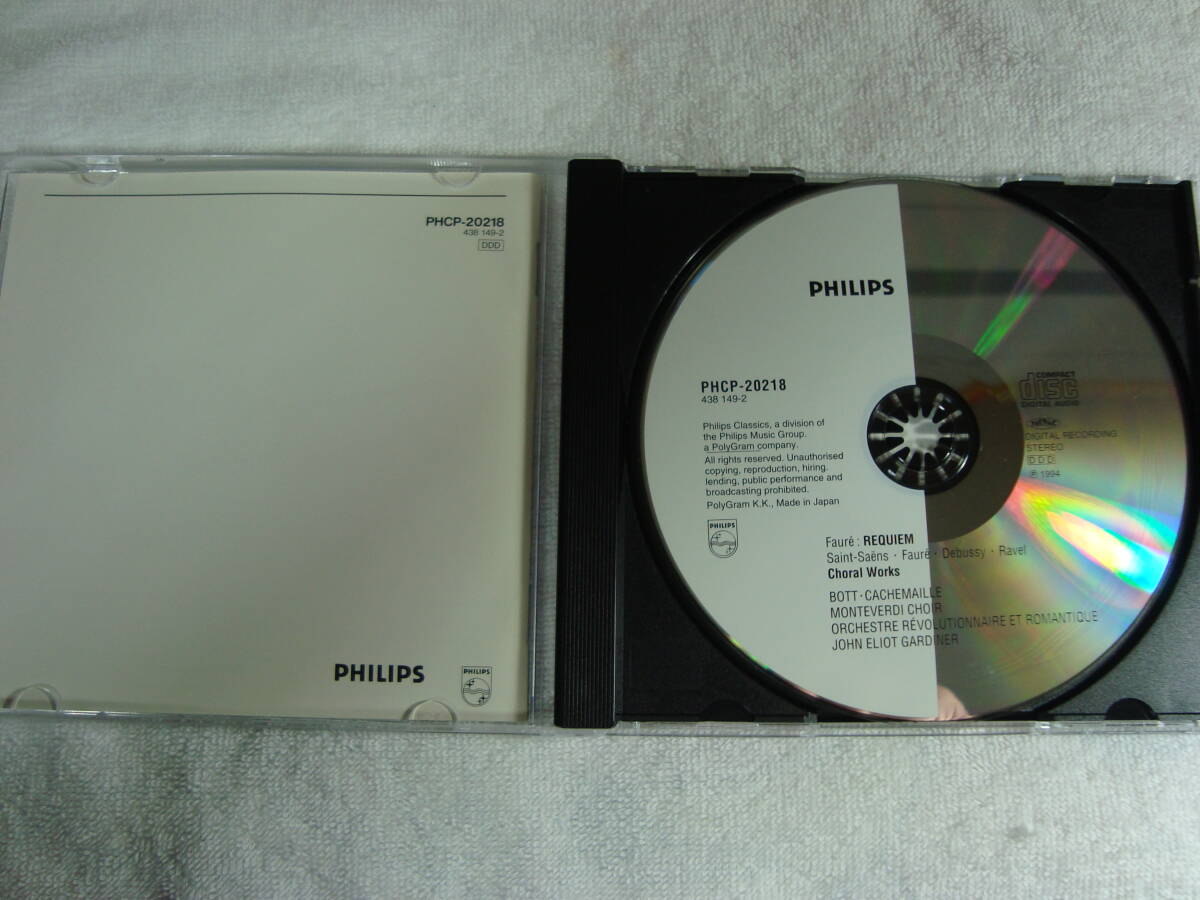 PHCP-20218
438 149-2
DDD
PHILIPS
PHILIPS
PHILIPS
PHCP-20218
438 149-2
Philips Classics, a division of
the Philips Music Group.
a PolyGram company.
All rights reserved. Unauthorised
copying, reproduction, hiring.
lending, public performance and
broadcasting prohibited.
PolyGram K.K., Made in Japan
PHILIPS
COMPACT
disc
DIGITAL AUDIO
DIGITAL RECORDING
STEREO
DDD
℗ 1994
Fauré : REQUIEM
Saint-Saëns · Fauré · Debussy · Ravel
Choral Works
BOTT · CACHEMAILLE
MONTEVERDI CHOIR
ORCHESTRE RÉVOLUTIONNAIRE ET ROMANTIQUE
JOHN ELIOT GARDINER